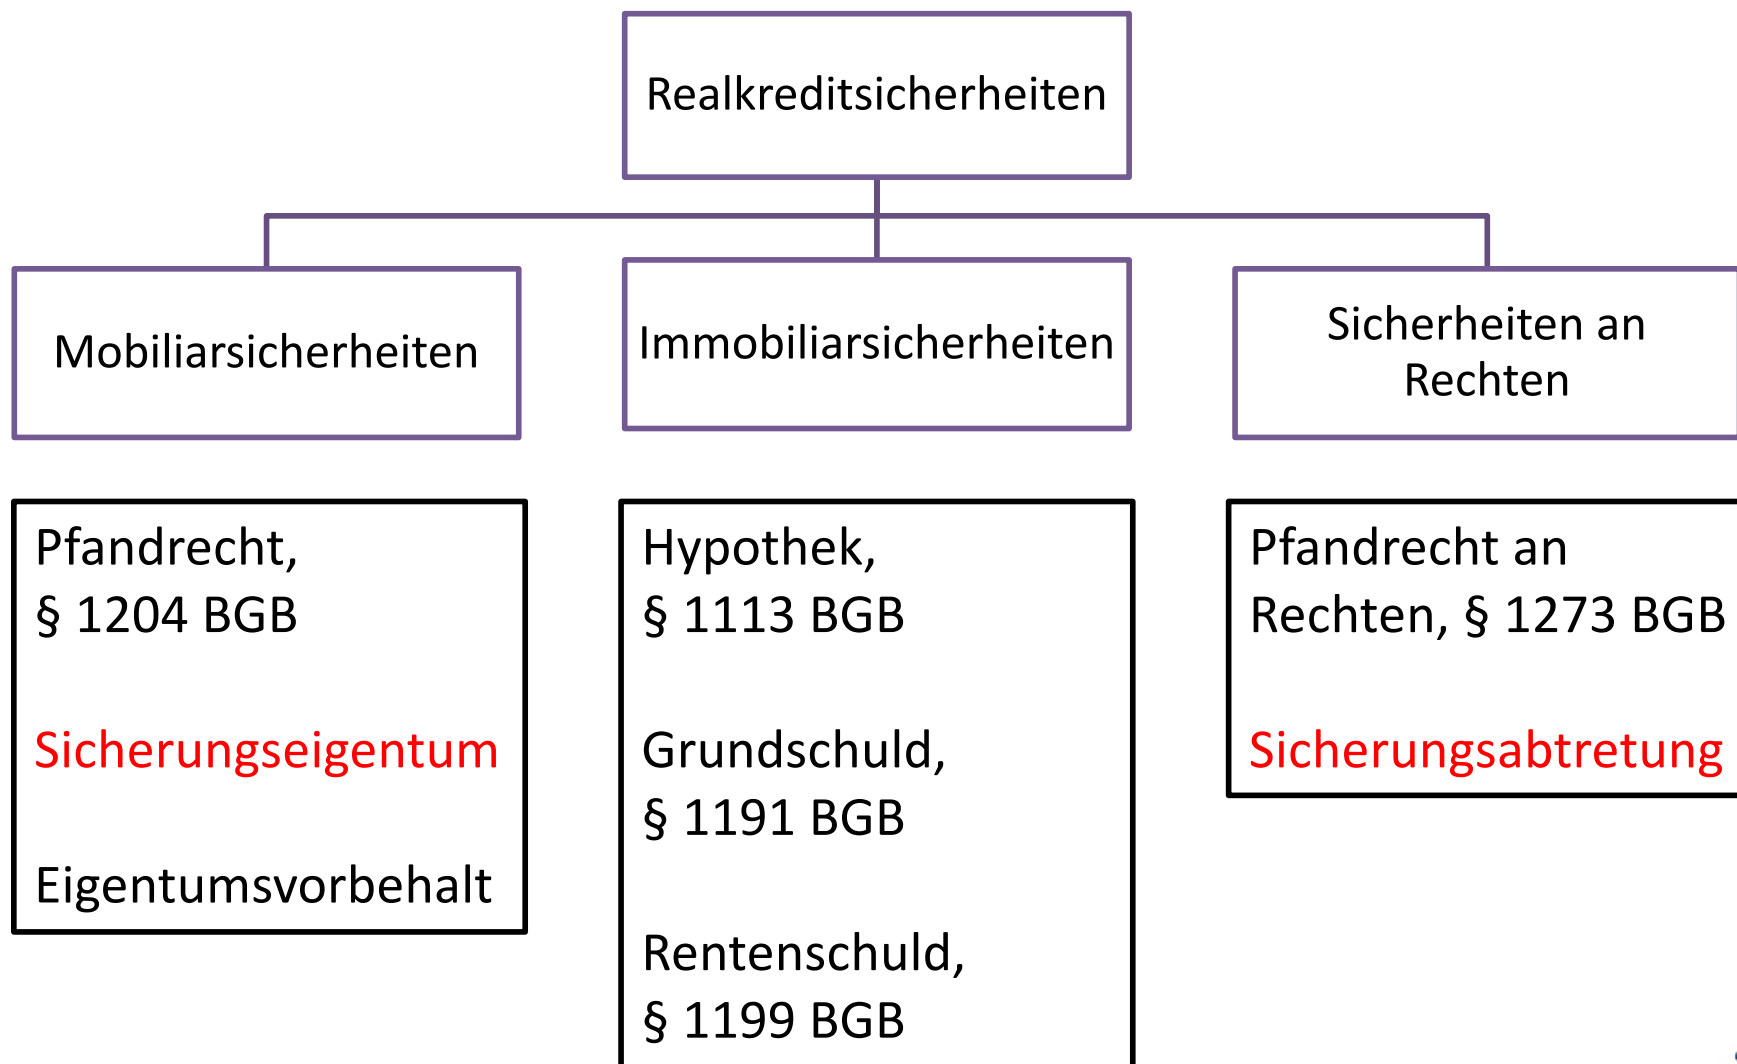 Realkreditsicherheiten
Mobiliarsicherheiten
Immobiliarsicherheiten
Sicherheiten an
Rechten
Pfandrecht,
§ 1204 BGB
Sicherungseigentum
Eigentumsvorbehalt
Hypothek,
§ 1113 BGB
Grundschuld,
§ 1191 BGB
Rentenschuld,
§ 1199 BGB
Pfandrecht an
Rechten, § 1273 BGB
Sicherungsabtretung